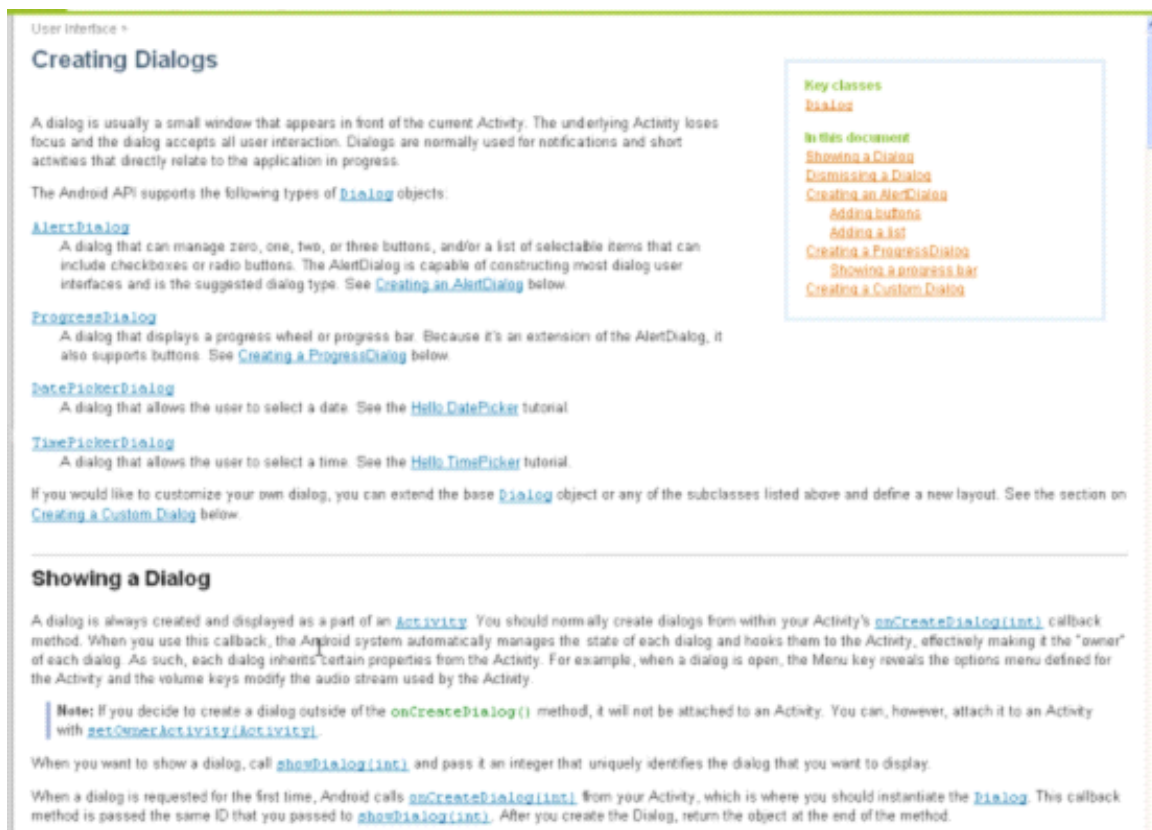 User Interface >
Creating Dialogs
Key classes
Dialog
In this document
Showing a Dialog
Dismissing a Dialog
Creating an AlertDialog
Adding buttons
Adding a list
Creating a ProgressDialog
Showing a progress bar
Creating a Custom Dialog
A dialog is usually a small window that appears in front of the current Activity. The underlying Activity loses
focus and the dialog accepts all user interaction. Dialogs are normally used for notifications and short
activities that directly relate to the application in progress.
The Android API supports the following types of Dialog objects:
AlertDialog
A dialog that can manage zero, one, two, or three buttons, and/or a list of selectable items that can
include checkboxes or radio buttons. The AlertDialog is capable of constructing most dialog user
interfaces and is the suggested dialog type. See Creating an AlertDialog below.
ProgressDialog
A dialog that displays a progress wheel or progress bar. Because it's an extension of the AlertDialog, it
also supports buttons. See Creating a ProgressDialog below.
DatePickerDialog
A dialog that allows the user to select a date. See the Hello DatePicker tutorial.
TimePickerDialog
A dialog that allows the user to select a time. See the Hello TimePicker tutorial.
If you would like to customize your own dialog, you can extend the base Dialog object or any of the subclasses listed above and define a new layout. See the section on
Creating a Custom Dialog below.
Showing a Dialog
A dialog is always created and displayed as a part of an Activity. You should normally create dialogs from within your Activity's onCreateDialog(int) callback
method. When you use this callback, the Android system automatically manages the state of each dialog and hooks them to the Activity, effectively making it the "owner"
of each dialog. As such, each dialog inherits certain properties from the Activity. For example, when a dialog is open, the Menu key reveals the options menu defined for
the Activity and the volume keys modify the audio stream used by the Activity.
Note: If you decide to create a dialog outside of the onCreateDialog() method, it will not be attached to an Activity. You can, however, attach it to an Activity
with setOwnerActivity(Activity).
When you want to show a dialog, call showDialog(int) and pass it an integer that uniquely identifies the dialog that you want to display.
When a dialog is requested for the first time, Android calls onCreateDialog(int) from your Activity, which is where you should instantiate the Dialog. This callback
method is passed the same ID that you passed to showDialog(int). After you create the Dialog, return the object at the end of the method.